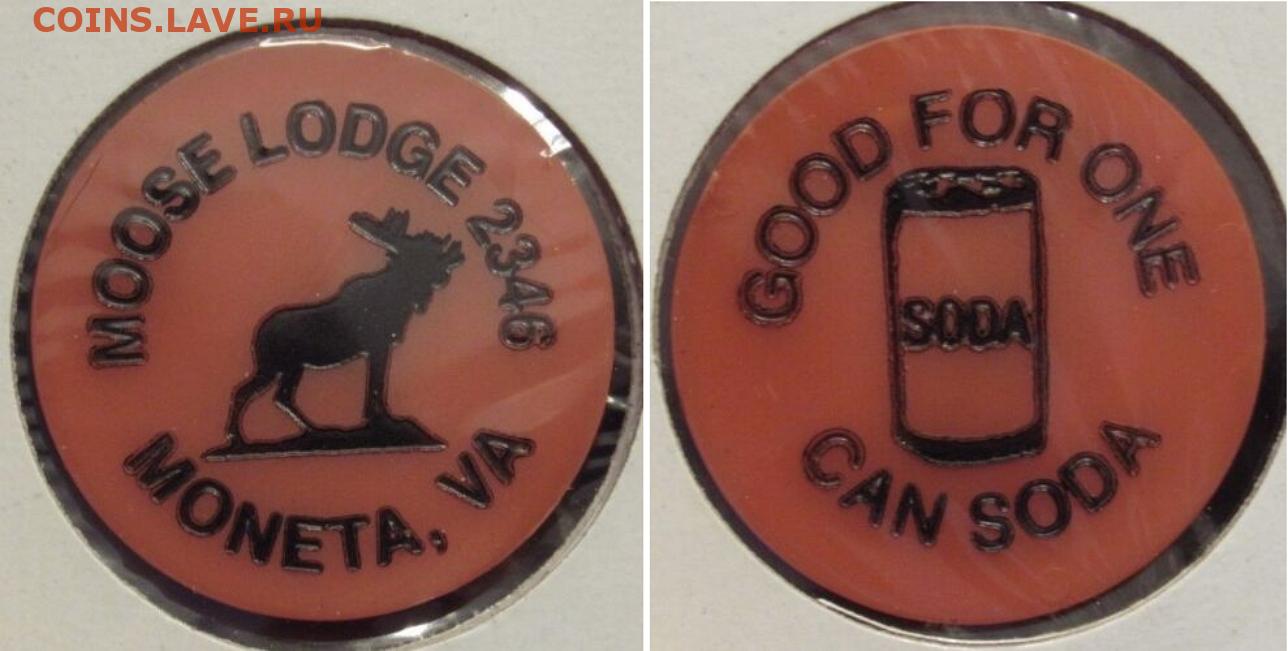 COINS.LAVE.RU
MOOSE LODGE 2346
MONETA, VA
GOOD FOR ONE
SODA
CAN SODA